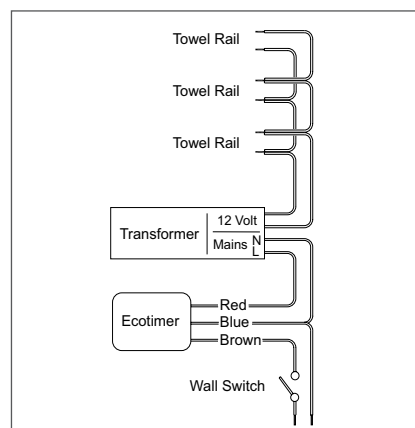 Towel Rail
Towel Rail
Towel Rail
Transformer
12 Volt
Mains N
L
Red
Ecotimer
Blue
Brown
Wall Switch